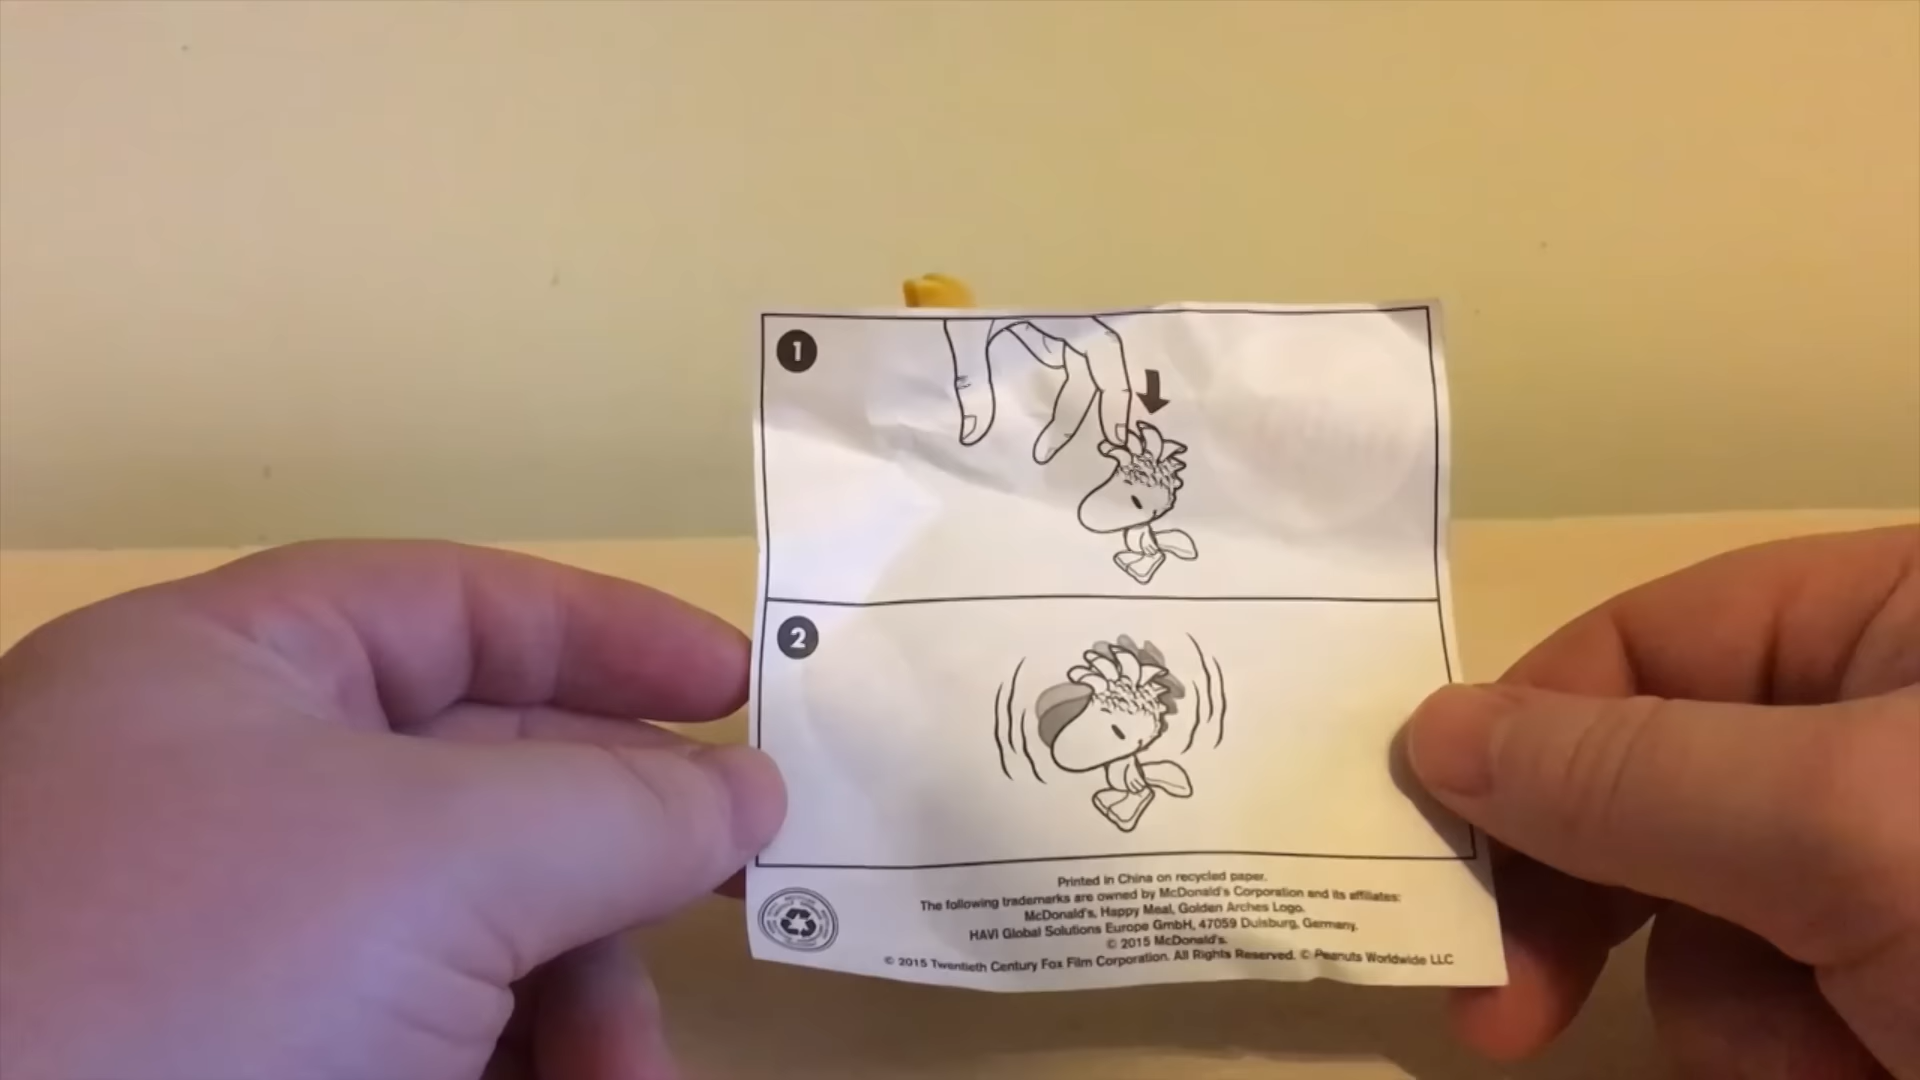 1
2
Printed in China on recycled paper.
The following trademarks are owned by McDonald's Corporation and its affiliates:
McDonald's, Happy Meal, Golden Arches Logo.
HAVI Global Solutions Europe GmbH, 47059 Duisburg, Germany.
© 2015 McDonald's.
© 2015 Twentieth Century Fox Film Corporation. All Rights Reserved. © Peanuts Worldwide LLC